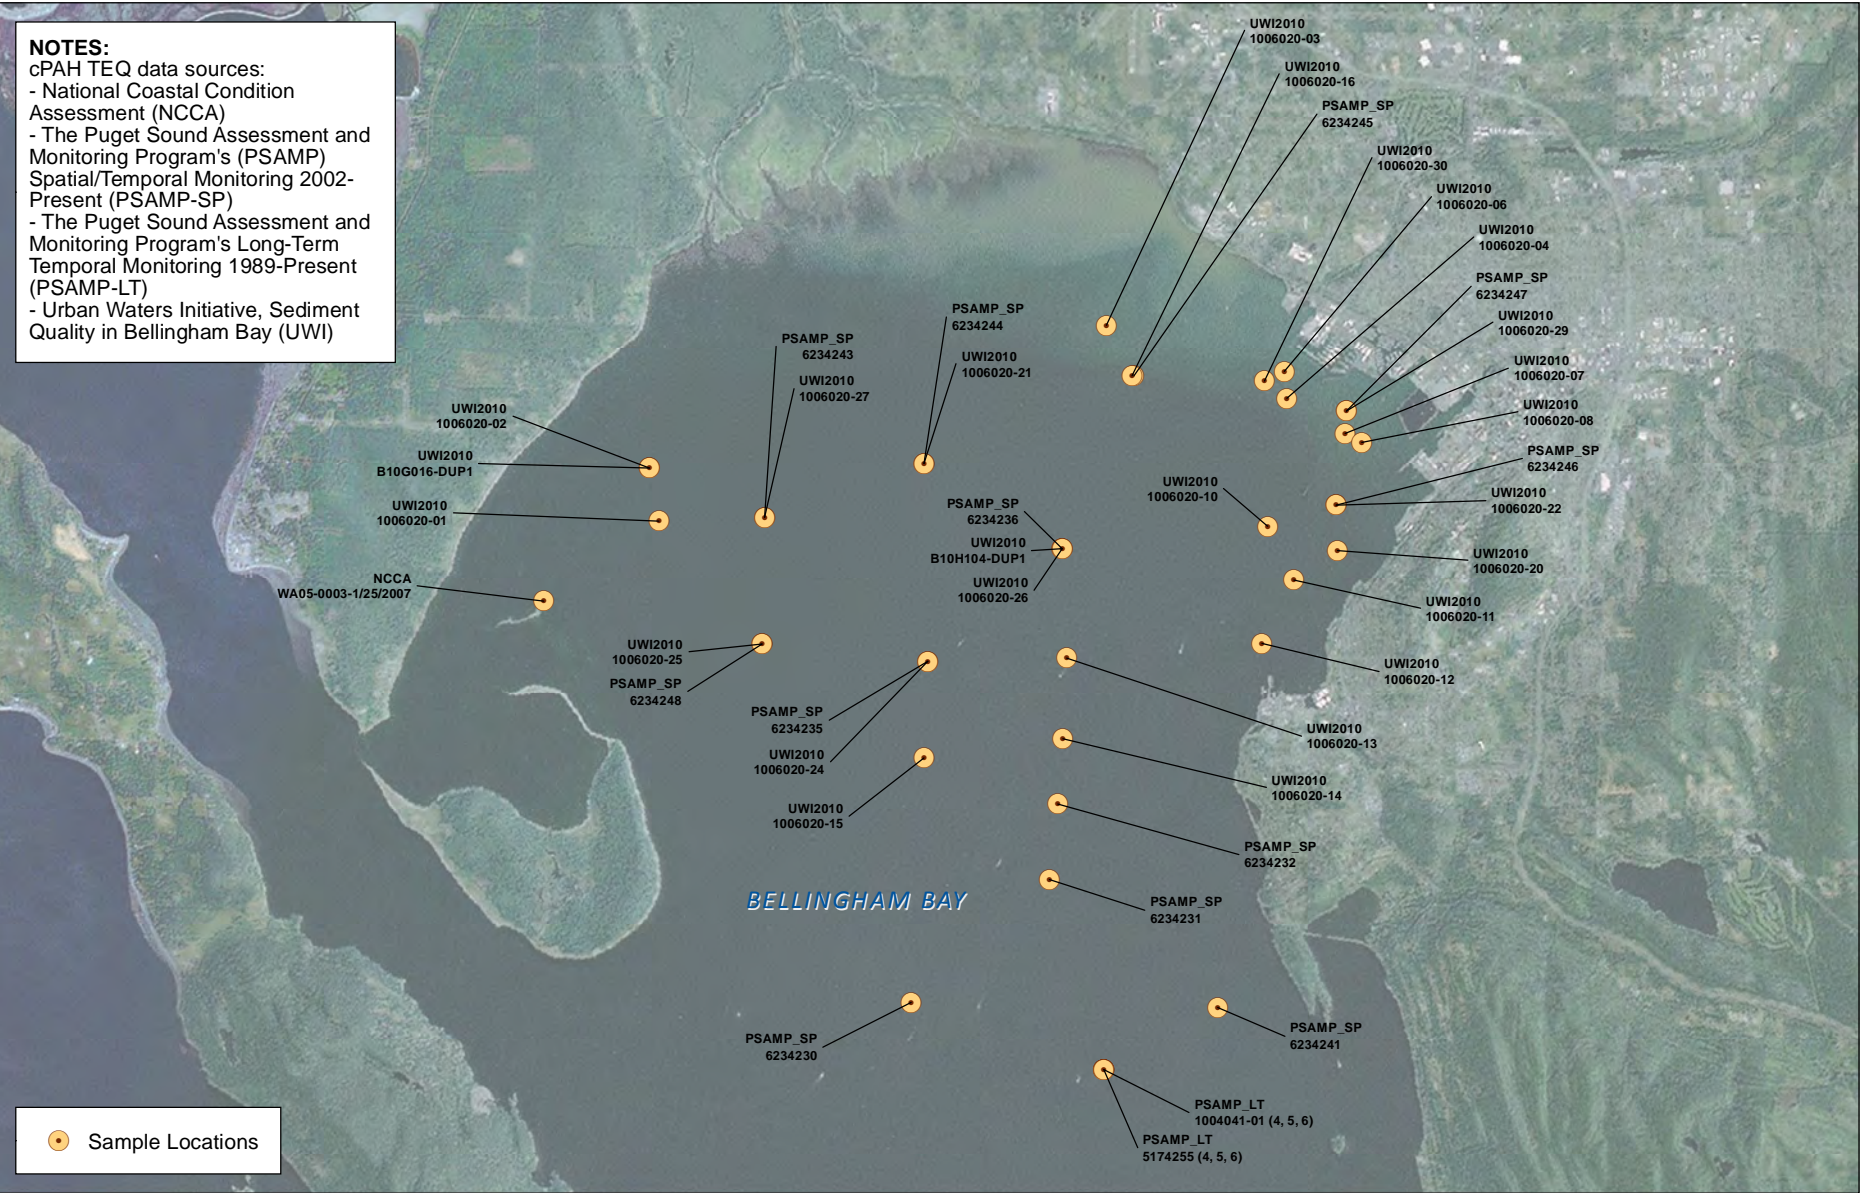 NOTES:
cPAH TEQ data sources:
- National Coastal Condition
Assessment (NCCA)
- The Puget Sound Assessment and
Monitoring Program's (PSAMP)
Spatial/Temporal Monitoring 2002-
Present (PSAMP-SP)
- The Puget Sound Assessment and
Monitoring Program's Long-Term
Temporal Monitoring 1989-Present
(PSAMP-LT)
- Urban Waters Initiative, Sediment
Quality in Bellingham Bay (UWI)
UWI2010
1006020-03
UWI2010
1006020-16
PSAMP_SP
6234245
UWI2010
1006020-30
UWI2010
1006020-06
UWI2010
1006020-04
PSAMP_SP
6234247
UWI2010
1006020-29
UWI2010
1006020-07
UWI2010
1006020-08
PSAMP_SP
6234246
UWI2010
1006020-22
UWI2010
1006020-20
UWI2010
1006020-11
UWI2010
1006020-12
UWI2010
1006020-10
PSAMP_SP
6234244
UWI2010
1006020-21
PSAMP_SP
6234243
UWI2010
1006020-27
UWI2010
1006020-02
UWI2010
B10G016-DUP1
UWI2010
1006020-01
NCCA
WA05-0003-1/25/2007
PSAMP_SP
6234236
UWI2010
B10H104-DUP1
UWI2010
1006020-26
UWI2010
1006020-25
PSAMP_SP
6234248
PSAMP_SP
6234235
UWI2010
1006020-24
UWI2010
1006020-15
UWI2010
1006020-13
UWI2010
1006020-14
PSAMP_SP
6234232
PSAMP_SP
6234231
BELLINGHAM BAY
PSAMP_SP
6234230
PSAMP_SP
6234241
PSAMP_LT
1004041-01 (4, 5, 6)
PSAMP_LT
5174255 (4, 5, 6)
Sample Locations